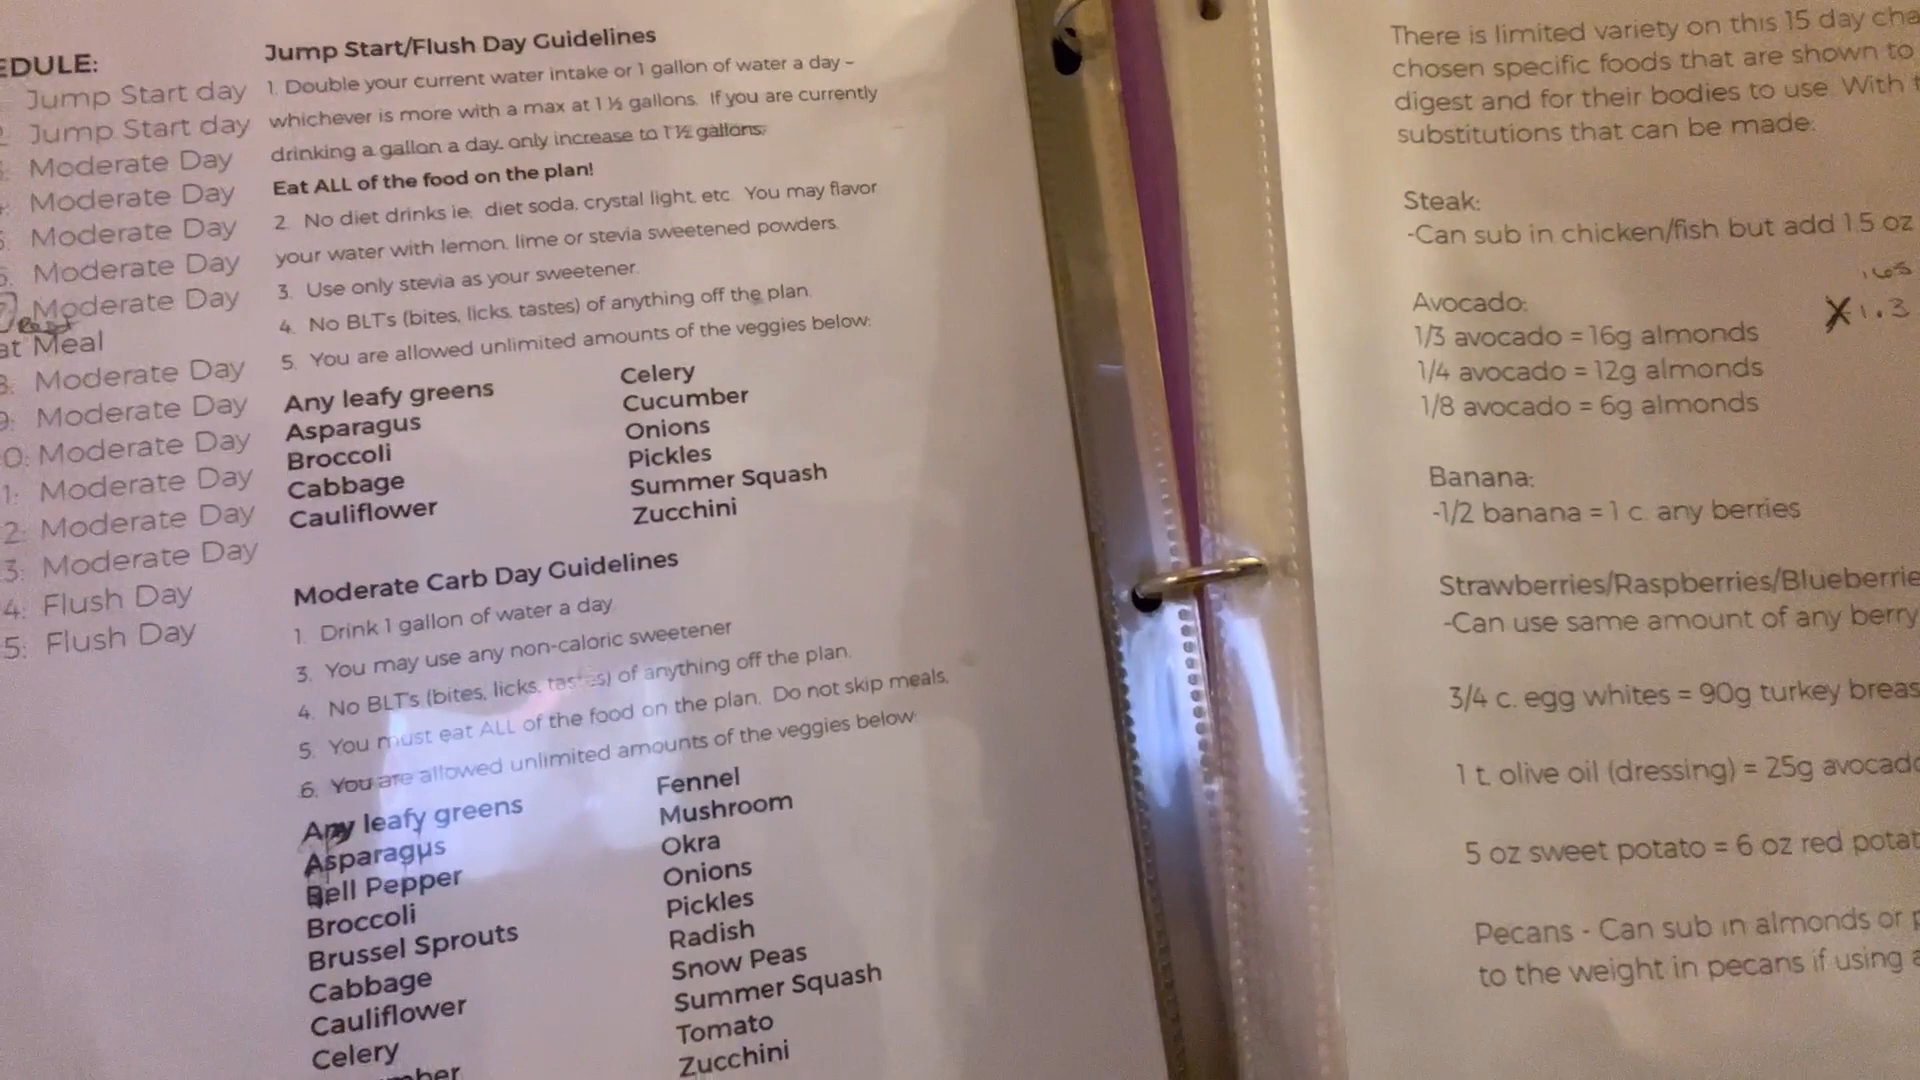 EDULE:
Jump Start day
2. Jump Start day
Moderate Day
Moderate Day
5. Moderate Day
6. Moderate Day
7. Moderate Day
at Meal
8. Moderate Day
9: Moderate Day
0: Moderate Day
1: Moderate Day
2: Moderate Day
3: Moderate Day
4: Flush Day
5: Flush Day
Jump Start/Flush Day Guidelines
1. Double your current water intake or 1 gallon of water a day –
whichever is more with a max at 1 ½ gallons. If you are currently
drinking a gallon a day, only increase to 1 ½ gallons.
Eat ALL of the food on the plan!
2. No diet drinks ie. diet soda, crystal light, etc. You may flavor
your water with lemon, lime or stevia sweetened powders.
3. Use only stevia as your sweetener.
4. No BLT's (bites, licks, tastes) of anything off the plan.
5. You are allowed unlimited amounts of the veggies below:
Any leafy greens
Asparagus
Broccoli
Cabbage
Cauliflower
Celery
Cucumber
Onions
Pickles
Summer Squash
Zucchini
Moderate Carb Day Guidelines
1. Drink 1 gallon of water a day.
3. You may use any non-caloric sweetener
4. No BLT's (bites, licks, tastes) of anything off the plan.
5. You must eat ALL of the food on the plan. Do not skip meals.
6. You are allowed unlimited amounts of the veggies below:
Any leafy greens
Asparagus
Bell Pepper
Broccoli
Brussel Sprouts
Cabbage
Cauliflower
Celery
mber
Fennel
Mushroom
Okra
Onions
Pickles
Radish
Snow Peas
Summer Squash
Tomato
Zucchini
There is limited variety on this 15 day cha
chosen specific foods that are shown to
digest and for their bodies to use. With t
substitutions that can be made:
Steak:
-Can sub in chicken/fish but add 1.5 oz
Avocado:
X 1.3
1/3 avocado = 16g almonds
1/4 avocado = 12g almonds
1/8 avocado = 6g almonds
Banana:
-1/2 banana = 1 c. any berries
Strawberries/Raspberries/Blueberrie
-Can use same amount of any berry
3/4 c. egg whites = 90g turkey breas
1 t. olive oil (dressing) = 25g avocado
5 oz sweet potato = 6 oz red potat
Pecans - Can sub in almonds or p
to the weight in pecans if using a